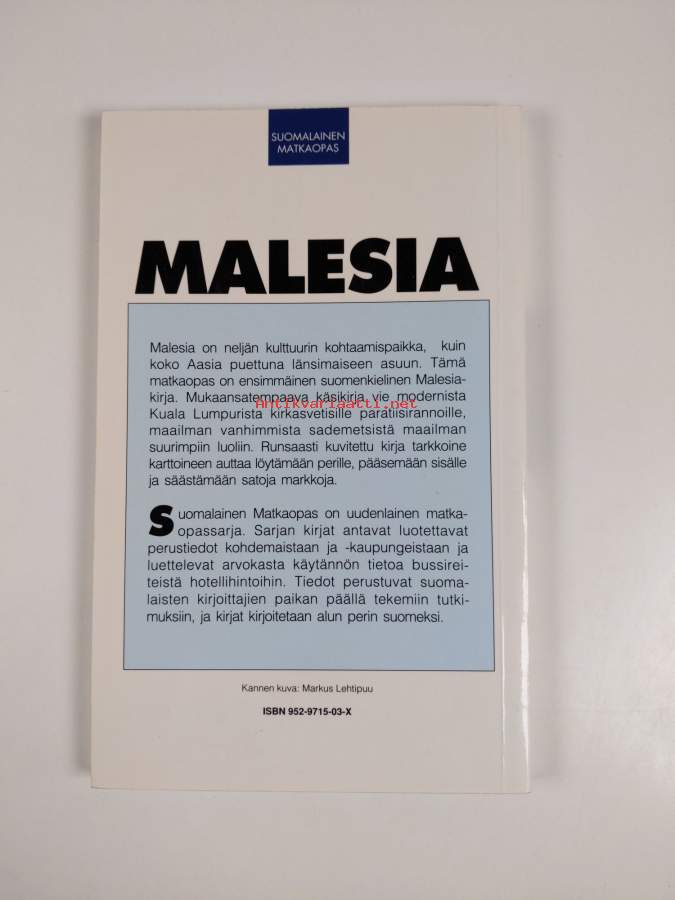 SUOMALAINEN
MATKAOPAS
MALESIA
Malesia on neljän kulttuurin kohtaamispaikka, kuin
koko Aasia puettuna länsimaiseen asuun. Tämä
matkaopas on ensimmäinen suomenkielinen Malesia-
kirja. Mukaansatempaava käsikirja vie modernista
Antikvariaatti.net
Kuala Lumpurista kirkasvetisille paratiisirannoille,
maailman vanhimmista sademetsistä maailman
suurimpiin luoliin. Runsaasti kuvitettu kirja tarkkoine
karttoineen auttaa löytämään perille, pääsemään sisälle
ja säästämään satoja markkoja.
Suomalainen Matkaopas on uudenlainen matka-
opassarja. Sarjan kirjat antavat luotettavat
perustiedot kohdemaistaan ja -kaupungeistaan ja
luettelevat arvokasta käytännön tietoa bussirei-
teistä hotellihintoihin. Tiedot perustuvat suoma-
laisten kirjoittajien paikan päällä tekemiin tutki-
muksiin, ja kirjat kirjoitetaan alun perin suomeksi.
Kannen kuva: Markus Lehtipuu
ISBN 952-9715-03-X